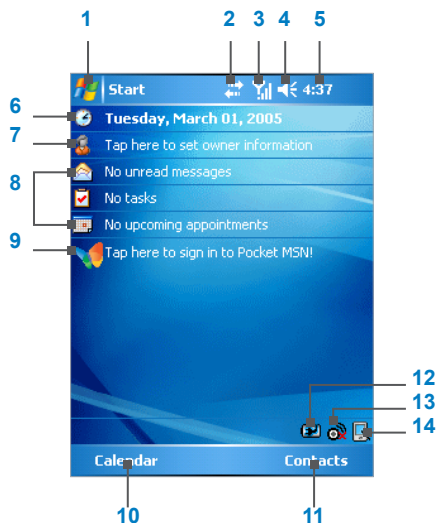 1 2 3 4 5
Start 4:37
6 Tuesday, March 01, 2005
7 Tap here to set owner information
8 No unread messages
No tasks
No upcoming appointments
9 Tap here to sign in to Pocket MSN!
12
13
14
Calendar Contacts
10 11